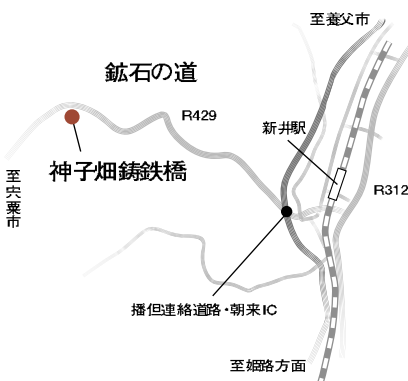 至養父市
鉱石の道
R429
新井駅
神子畑鋳鉄橋
至宍粟市
R312
播但連絡道路・朝来IC
至姫路方面